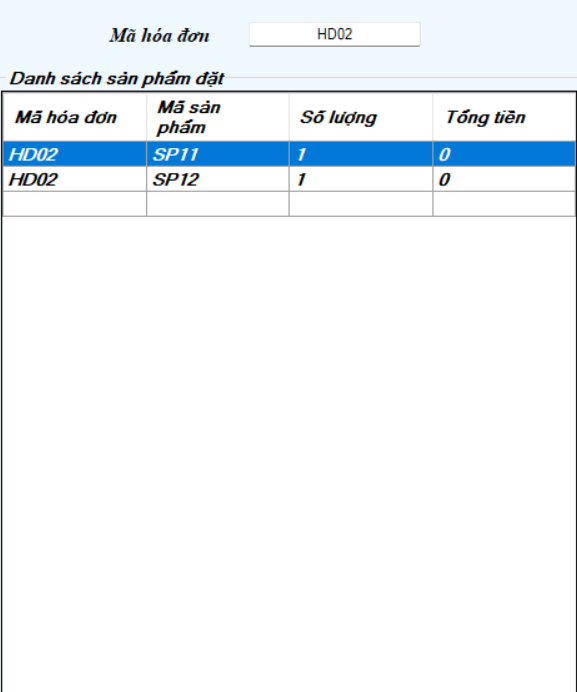 Mã hóa đơn HD02
Danh sách sản phẩm đặt
Mã hóa đơn Mã sản phẩm Số lượng Tổng tiền
HD02 SP11 1 0
HD02 SP12 1 0